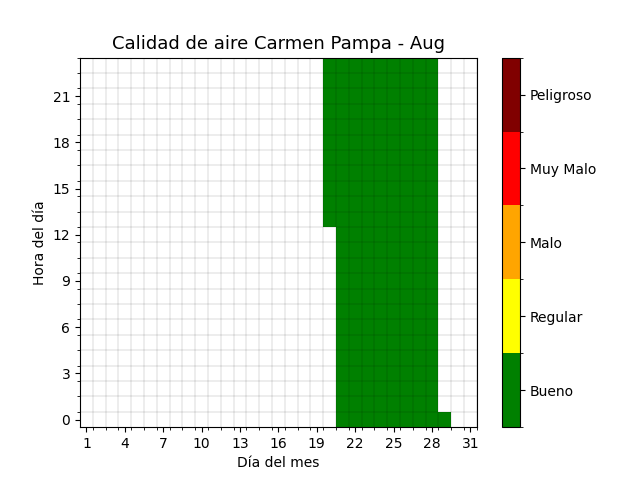 Calidad de aire Carmen Pampa - Aug
Hora del día
21
18
15
12
9
6
3
0
1 4 7 10 13 16 19 22 25 28 31
Día del mes
Peligroso
Muy Malo
Malo
Regular
Bueno